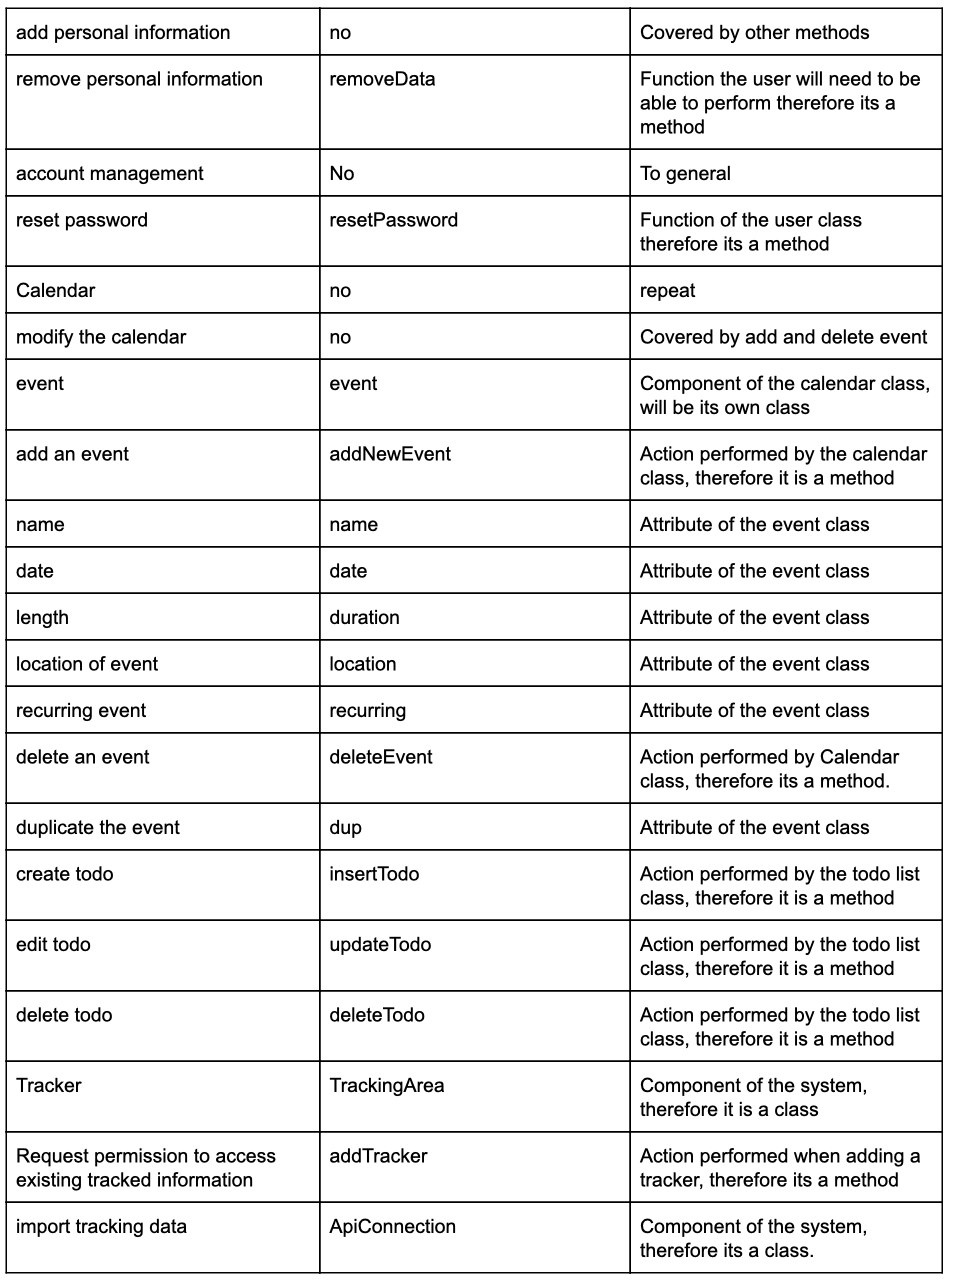 add personal information
no
Covered by other methods
remove personal information
removeData
Function the user will need to be
able to perform therefore its a
method
account management
No
To general
reset password
resetPassword
Function of the user class
therefore its a method
Calendar
no
repeat
modify the calendar
no
Covered by add and delete event
event
event
Component of the calendar class,
will be its own class
add an event
addNewEvent
Action performed by the calendar
class, therefore it is a method
name
name
Attribute of the event class
date
date
Attribute of the event class
length
duration
Attribute of the event class
location of event
location
Attribute of the event class
recurring event
recurring
Attribute of the event class
delete an event
deleteEvent
Action performed by Calendar
class, therefore its a method.
duplicate the event
dup
Attribute of the event class
create todo
insertTodo
Action performed by the todo list
class, therefore it is a method
edit todo
updateTodo
Action performed by the todo list
class, therefore it is a method
delete todo
deleteTodo
Action performed by the todo list
class, therefore it is a method
Tracker
TrackingArea
Component of the system,
therefore it is a class
Request permission to access
existing tracked information
addTracker
Action performed when adding a
tracker, therefore its a method
import tracking data
ApiConnection
Component of the system,
therefore its a class.